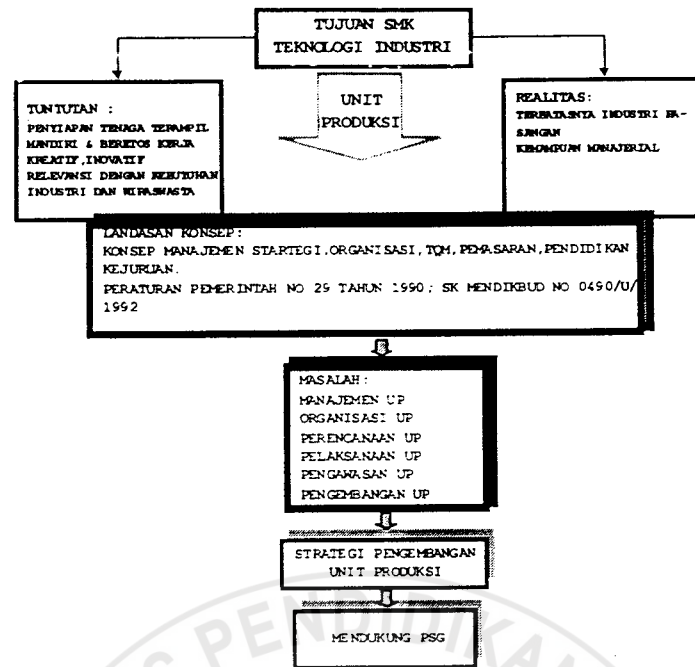 TUJUAN SMK
TEKNOLOGI INDUSTRI
TUNTUTAN :
PENYIAPAN TENAGA TERAMPIL
MANDIRI & BERETOS KERJA
KREATIF,INOVATIF
RELEVANSI DENGAN KEBUTUHAN
INDUSTRI DAN WIRASWASTA
UNIT
PRODUKSI
REALITAS:
TERBATASNYA INDUSTRI PA-
SANGAN
KEMAMPUAN MANAJERIAL
LANDASAN KONSEP:
KONSEP MANAJEMEN STARTEGI,ORGANISASI,TQM,PEMASARAN,PENDIDIKAN
KEJURUAN.
PERATURAN PEMERINTAH NO 29 TAHUN 1990; SK MENDIKBUD NO 0490/U/
1992
MASALAH:
MANAJEMEN UP
ORGANISASI UP
PERENCANAAN UP
PELAKSANAAN UP
PENGAWASAN UP
PENGEMBANGAN UP
STRATEGI PENGEMBANGAN
UNIT PRODUKSI
MENDUKUNG PSG
PENDIDIKA